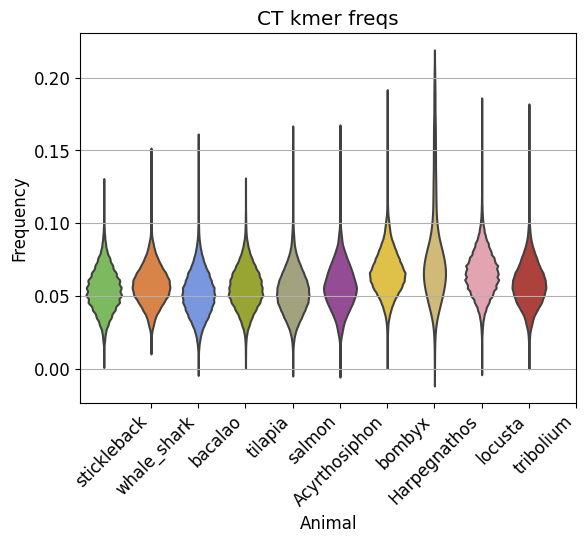 CT kmer freqs
Frequency
0.20
0.15
0.10
0.05
0.00
stickleback
whale_shark
bacalao
tilapia
salmon
Acyrthosiphon
bombyx
Harpegnathos
locusta
tribolium
Animal